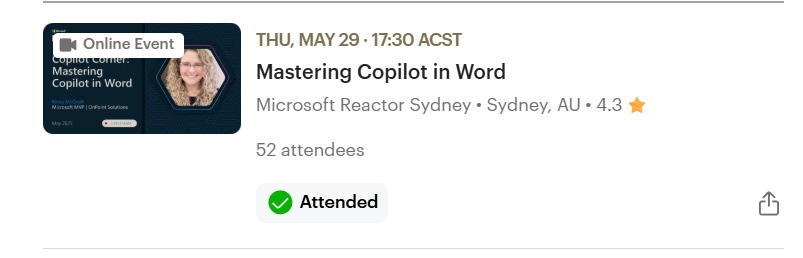 Online Event
Copilot Corner:
Mastering
Copilot in Word
Microsoft MVP | OnPoint Solutions
May 2025
THU, MAY 29 · 17:30 ACST
Mastering Copilot in Word
Microsoft Reactor Sydney • Sydney, AU • 4.3
52 attendees
Attended